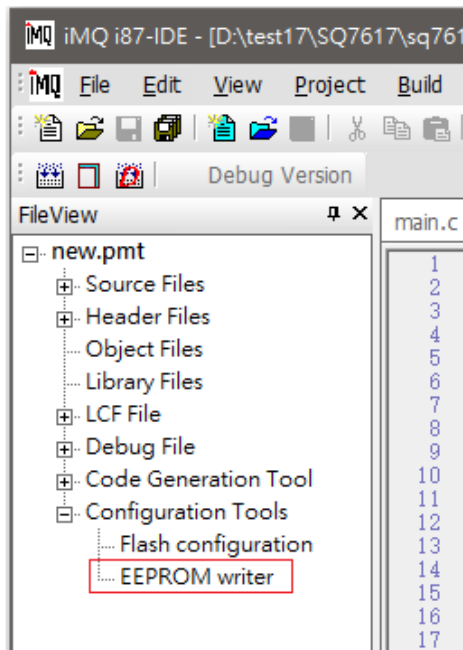 iMQ iMQ i87-IDE - [D:\test17\SQ7617\sq761
iMQ File Edit View Project Build
Debug Version
FileView
main.c
new.pmt
Source Files
Header Files
Object Files
Library Files
LCF File
Debug File
Code Generation Tool
Configuration Tools
Flash configuration
EEPROM writer
1
2
3
4
5
6
7
8
9
10
11
12
13
14
15
16
17